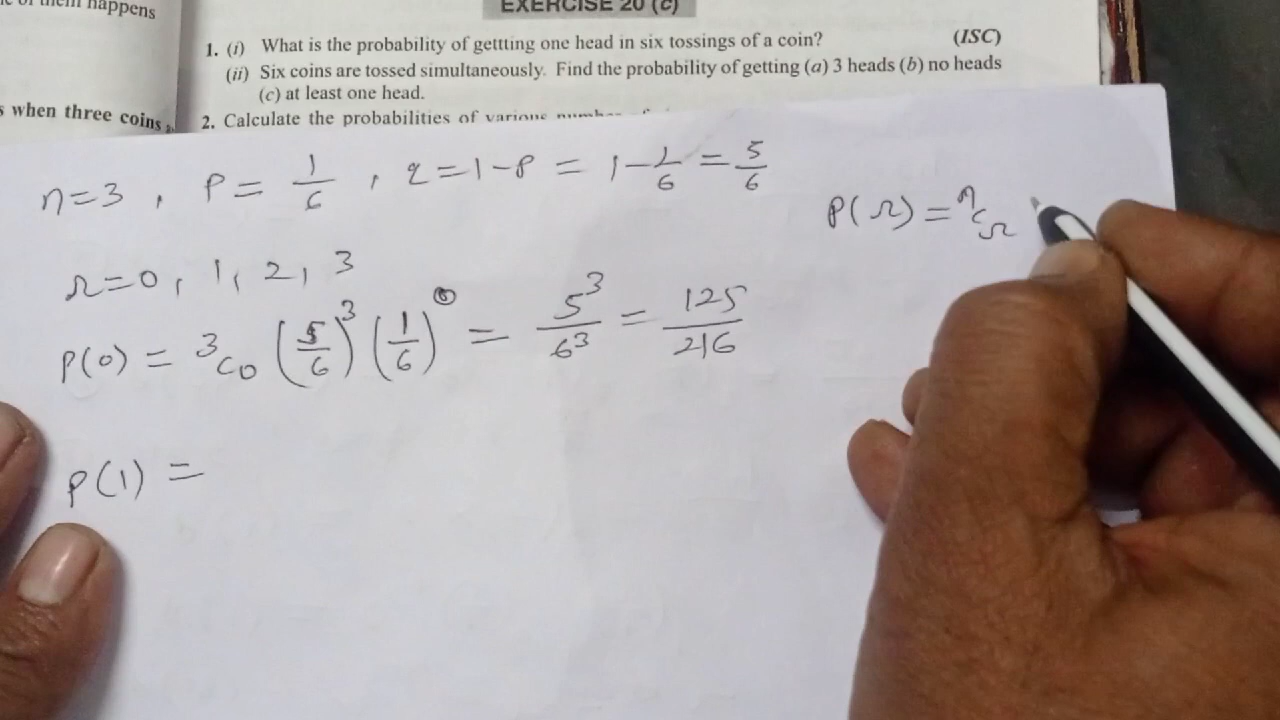 happens
EXERCISE 20 (c)
1. (i) What is the probability of gettting one head in six tossings of a coin? (ISC)
(ii) Six coins are tossed simultaneously. Find the probability of getting (a) 3 heads (b) no heads
(c) at least one head.
when three coins,
2. Calculate the probabilities of various
n=3, P = 1/6, q = 1-P = 1 - 1/6 = 5/6
P(r) = ⁿCr
r=0, 1, 2, 3
P(0) = ³C0 (5/6)³ (1/6)⁰ = 5³/6³ = 125/216
P(1) =